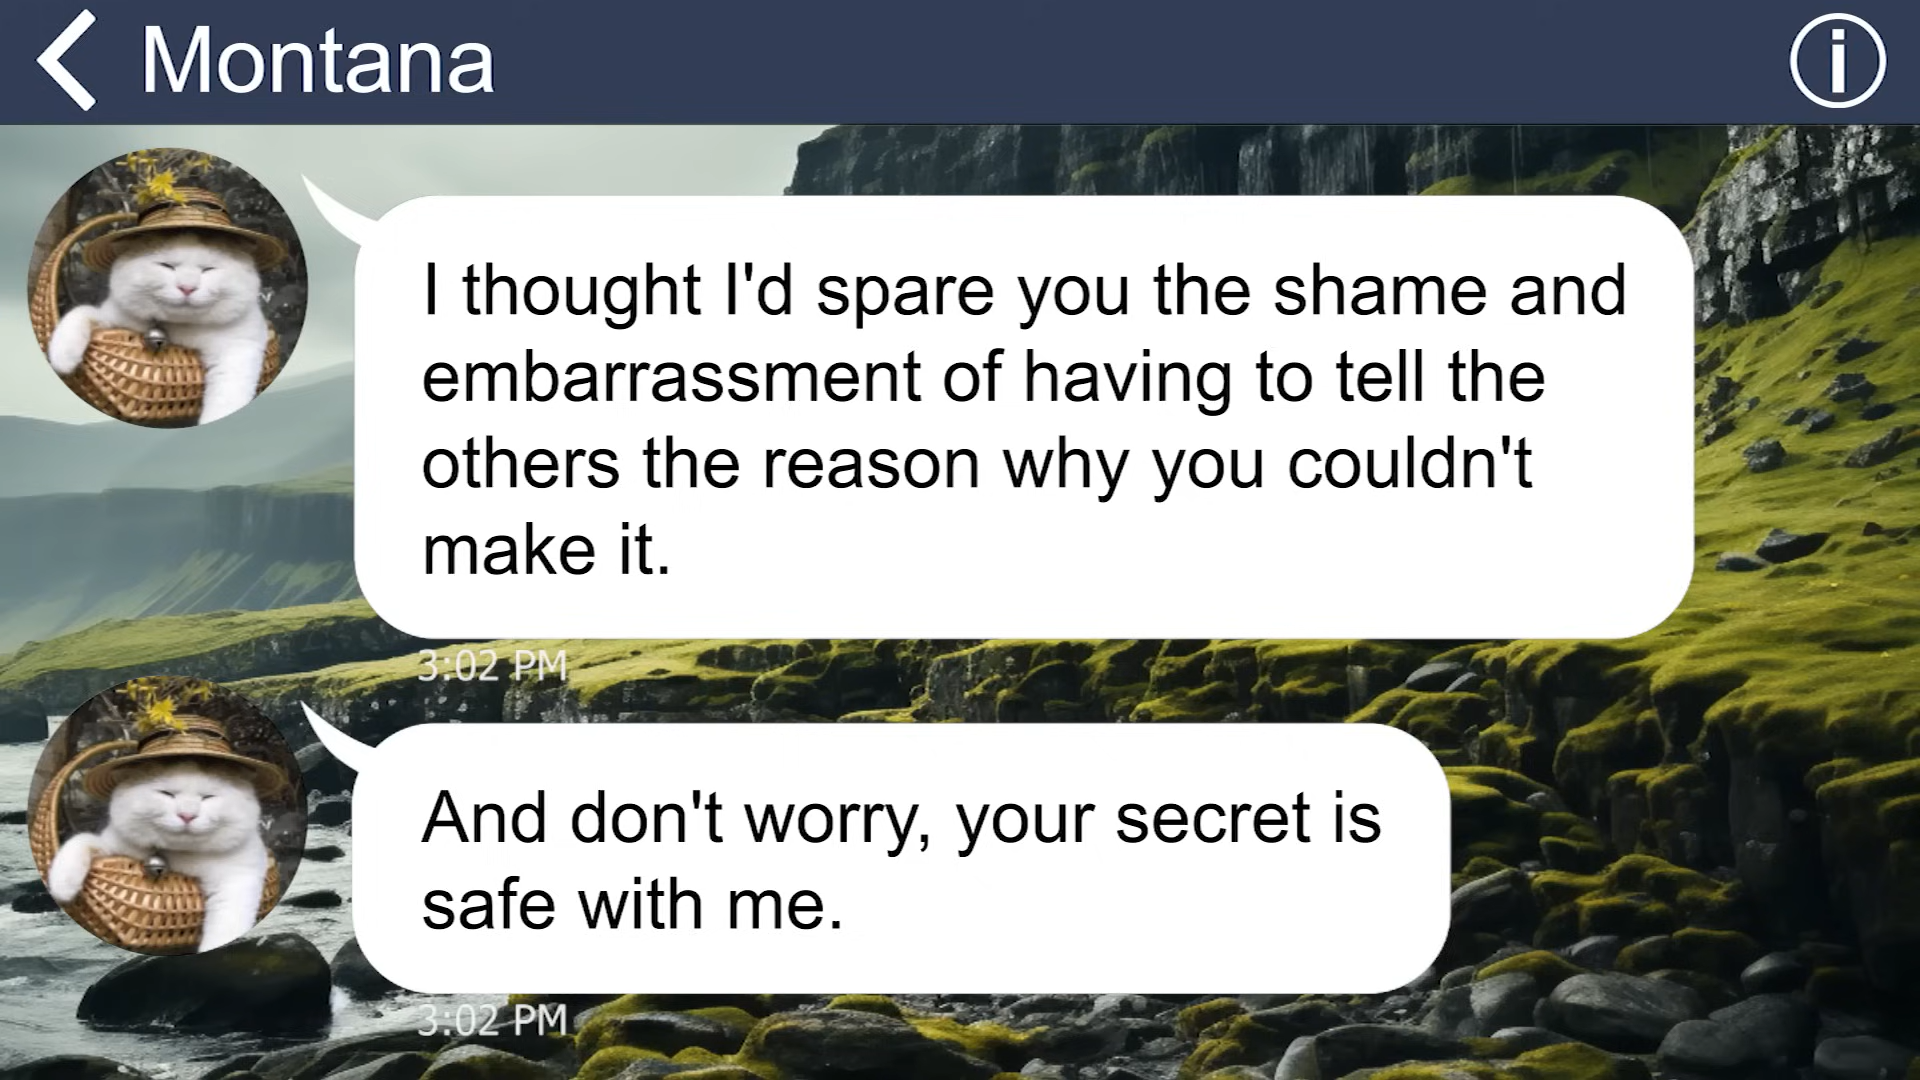 Montana
I thought I'd spare you the shame and
embarrassment of having to tell the
others the reason why you couldn't
make it.
3:02 PM
And don't worry, your secret is
safe with me.
3:02 PM